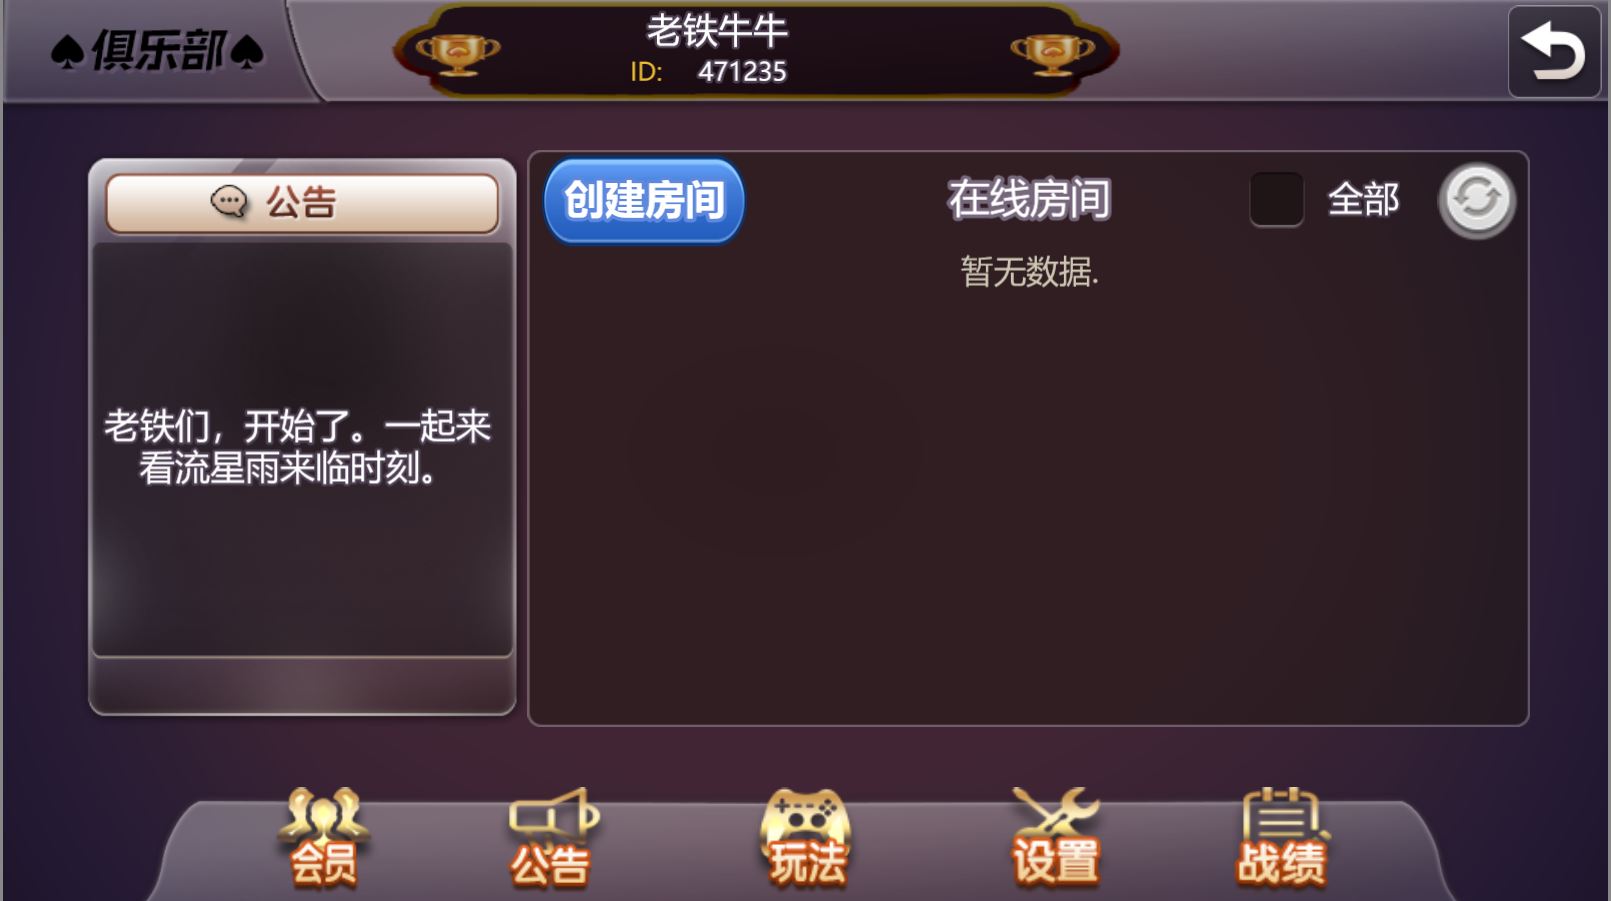 ♠俱乐部♠
老铁牛牛
ID: 471235
公告
老铁们，开始了。一起来
看流星雨来临时刻。
创建房间
在线房间
全部
暂无数据.
会员
公告
玩法
设置
战绩